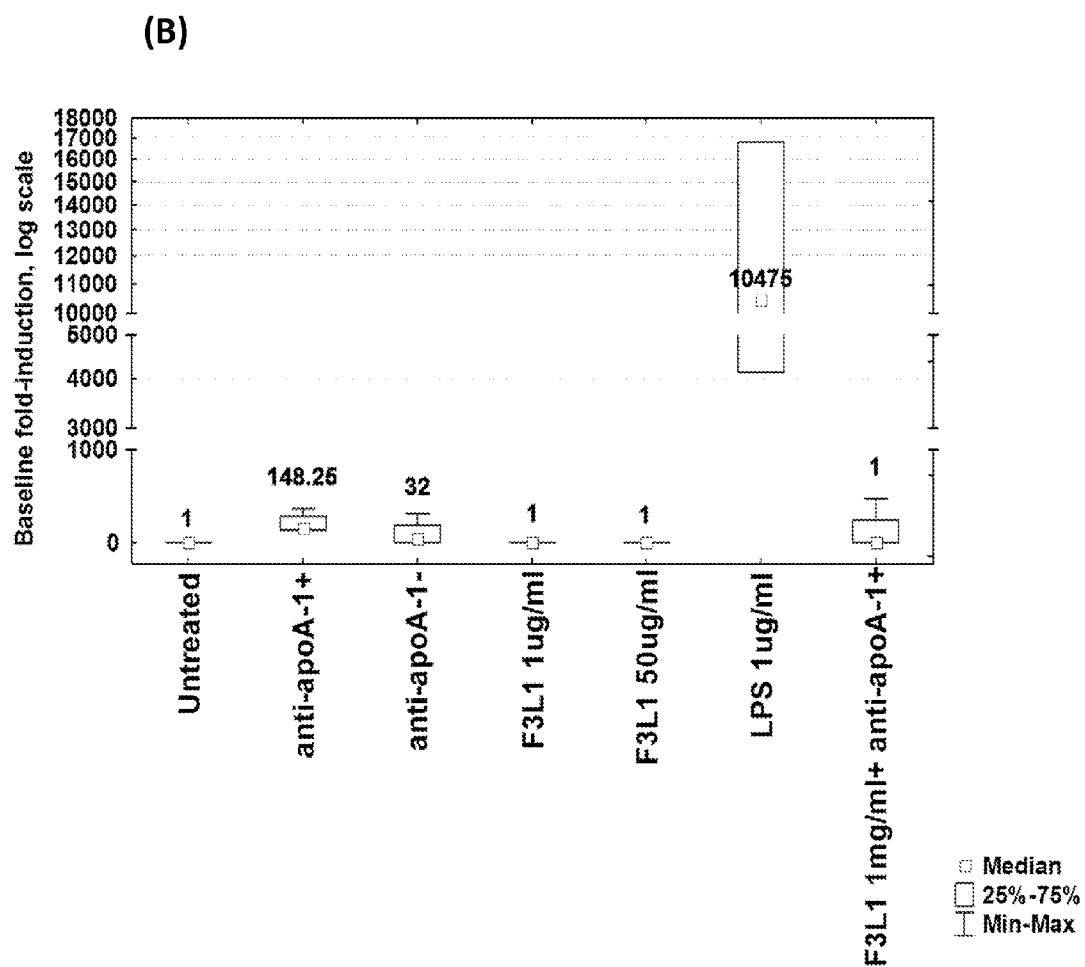 (B)
Baseline fold-induction, log scale
18000
17000
16000
15000
14000
13000
12000
11000
10000
5000
4000
3000
1000
0
1
148.25
32
1
1
10475
1
Untreated
anti-apoA-1+
anti-apoA-1-
F3L1 1ug/ml
F3L1 50ug/ml
LPS 1ug/ml
F3L1 1mg/ml+ anti-apoA-1+
Median
25%-75%
Min-Max